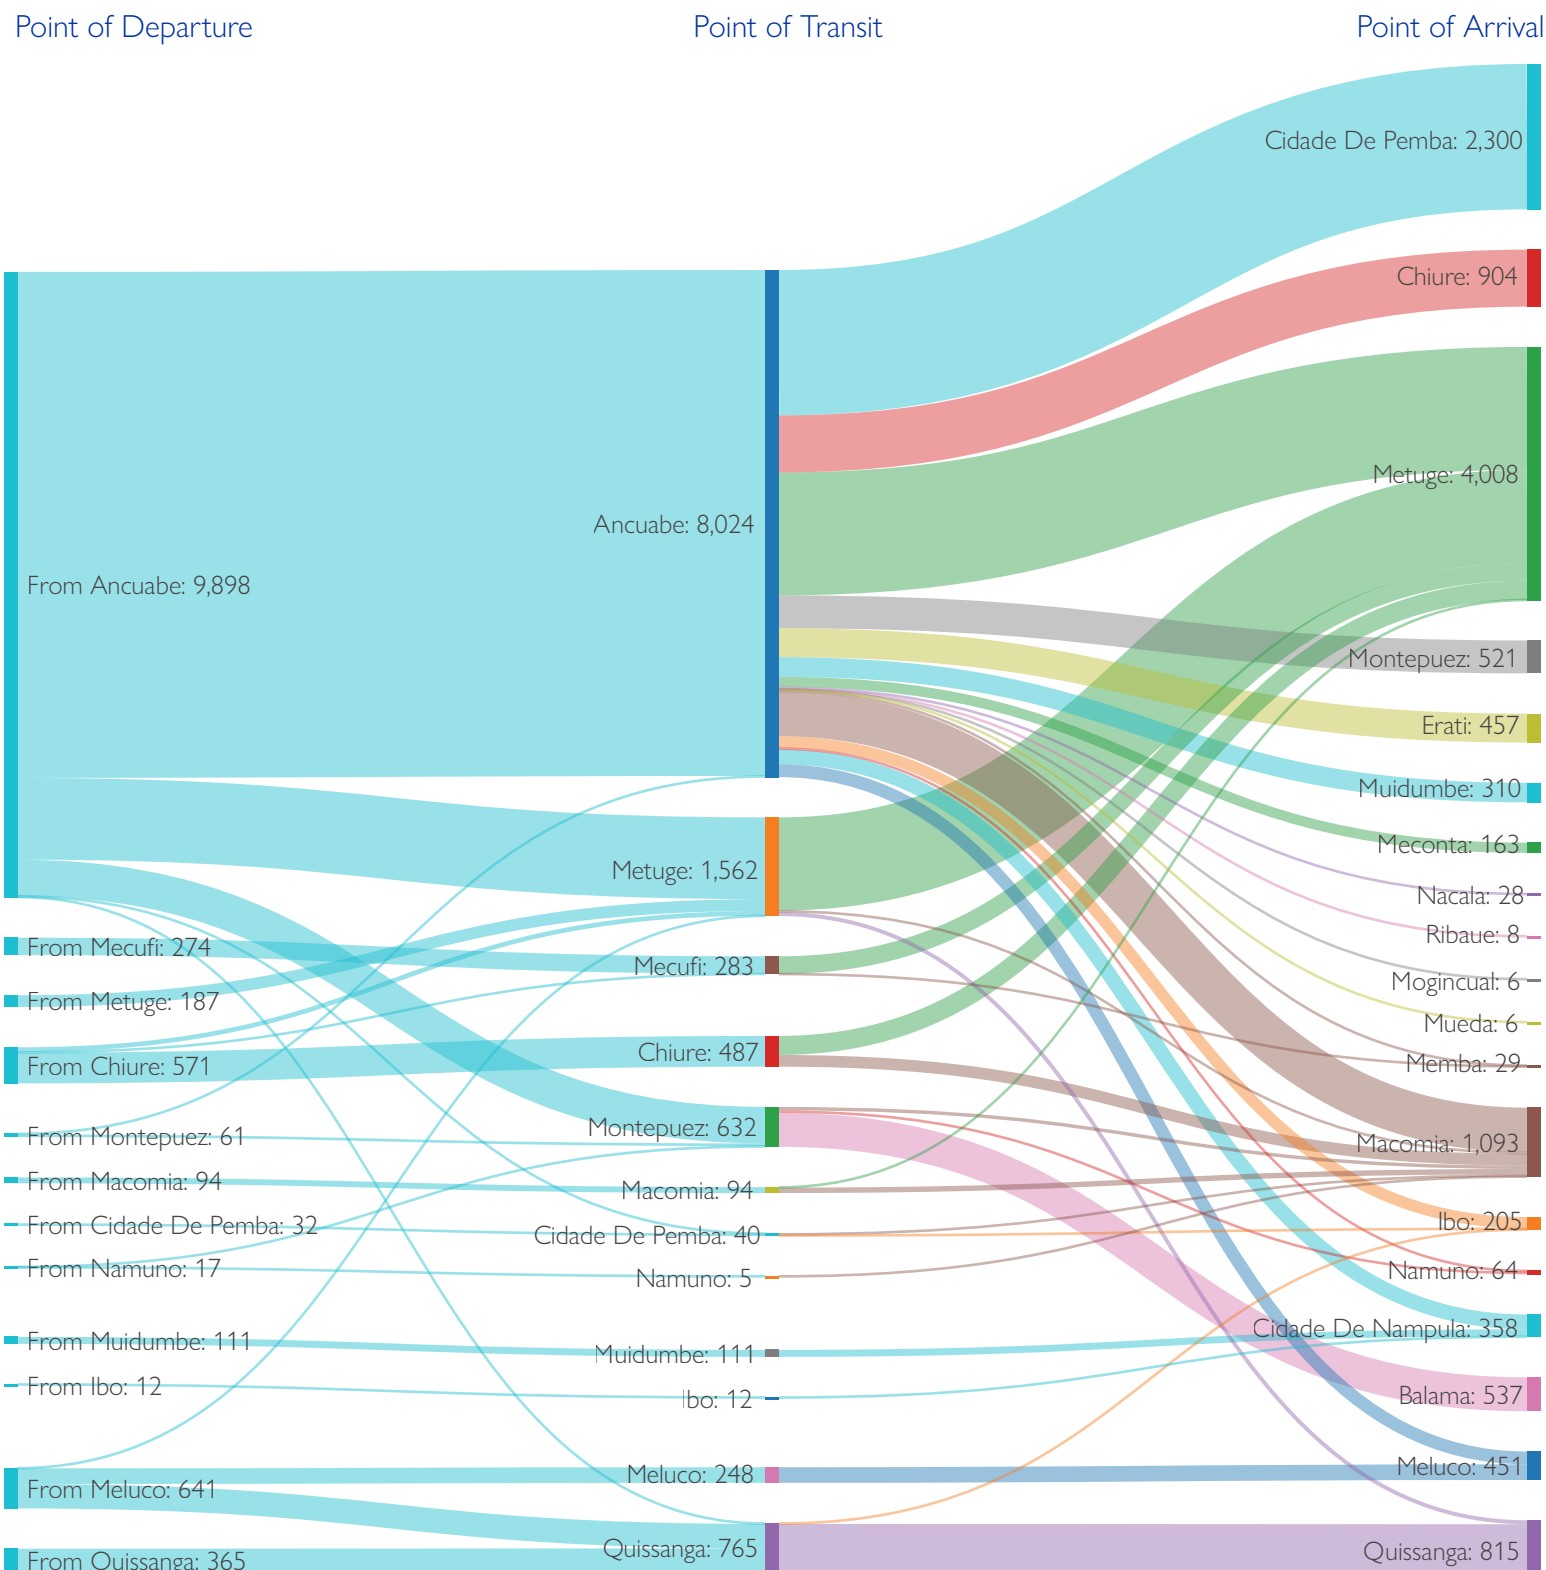 Point of Departure
Point of Transit
Point of Arrival
From Ancuabe: 9,898
From Mecufi: 274
From Metuge: 187
From Chiure: 571
From Montepuez: 61
From Macomia: 94
From Cidade De Pemba: 32
From Namuno: 17
From Muidumbe: 111
From Ibo: 12
From Meluco: 641
From Quissanga: 365
Ancuabe: 8,024
Metuge: 1,562
Mecufi: 283
Chiure: 487
Montepuez: 632
Macomia: 94
Cidade De Pemba: 40
Namuno: 5
Muidumbe: 111
Ibo: 12
Meluco: 248
Quissanga: 765
Cidade De Pemba: 2,300
Chiure: 904
Metuge: 4,008
Montepuez: 521
Erati: 457
Muidumbe: 310
Meconta: 163
Nacala: 28
Ribaue: 8
Mogincual: 6
Mueda: 6
Memba: 29
Macomia: 1,093
Ibo: 205
Namuno: 64
Cidade De Nampula: 358
Balama: 537
Meluco: 451
Quissanga: 815